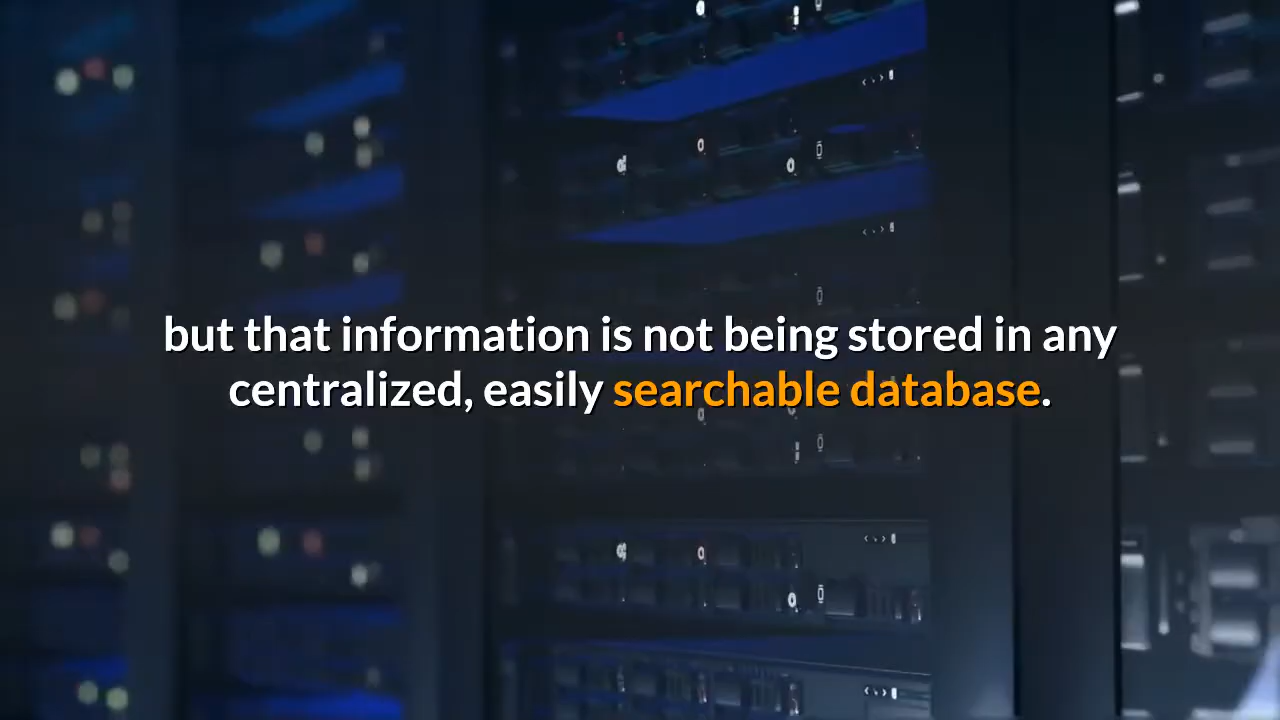 but that information is not being stored in any
centralized, easily searchable database.